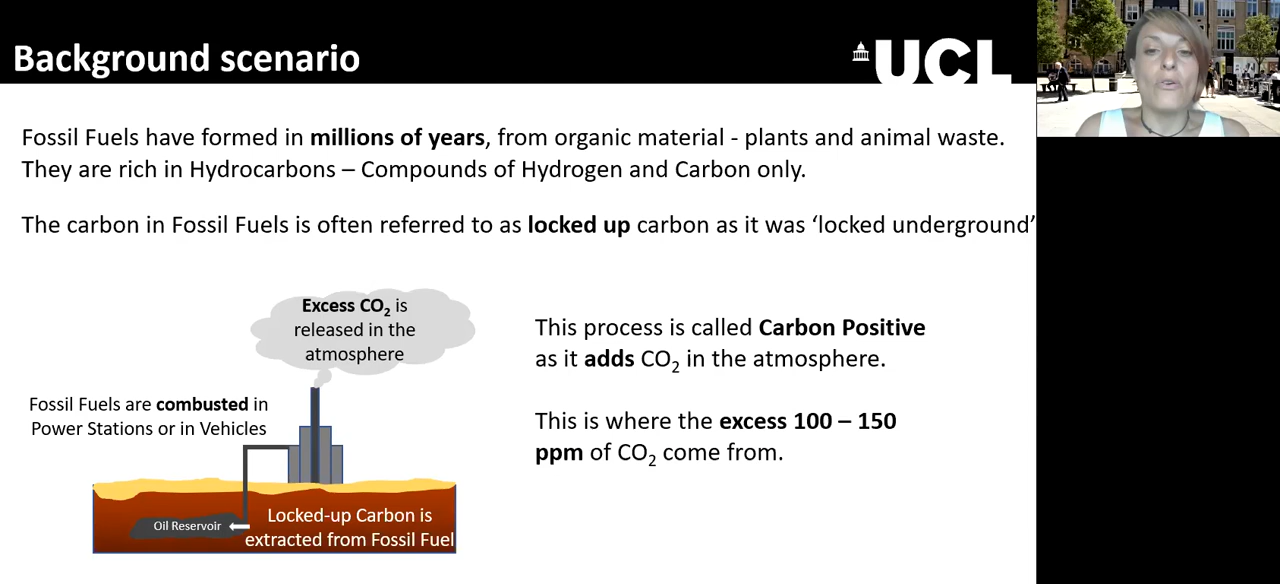 Background scenario
UCL
Fossil Fuels have formed in millions of years, from organic material - plants and animal waste.
They are rich in Hydrocarbons – Compounds of Hydrogen and Carbon only.
The carbon in Fossil Fuels is often referred to as locked up carbon as it was ‘locked underground’
Excess CO₂ is
released in the
atmosphere
Fossil Fuels are combusted in
Power Stations or in Vehicles
Oil Reservoir
Locked-up Carbon is
extracted from Fossil Fuel
This process is called Carbon Positive
as it adds CO₂ in the atmosphere.
This is where the excess 100 – 150
ppm of CO₂ come from.